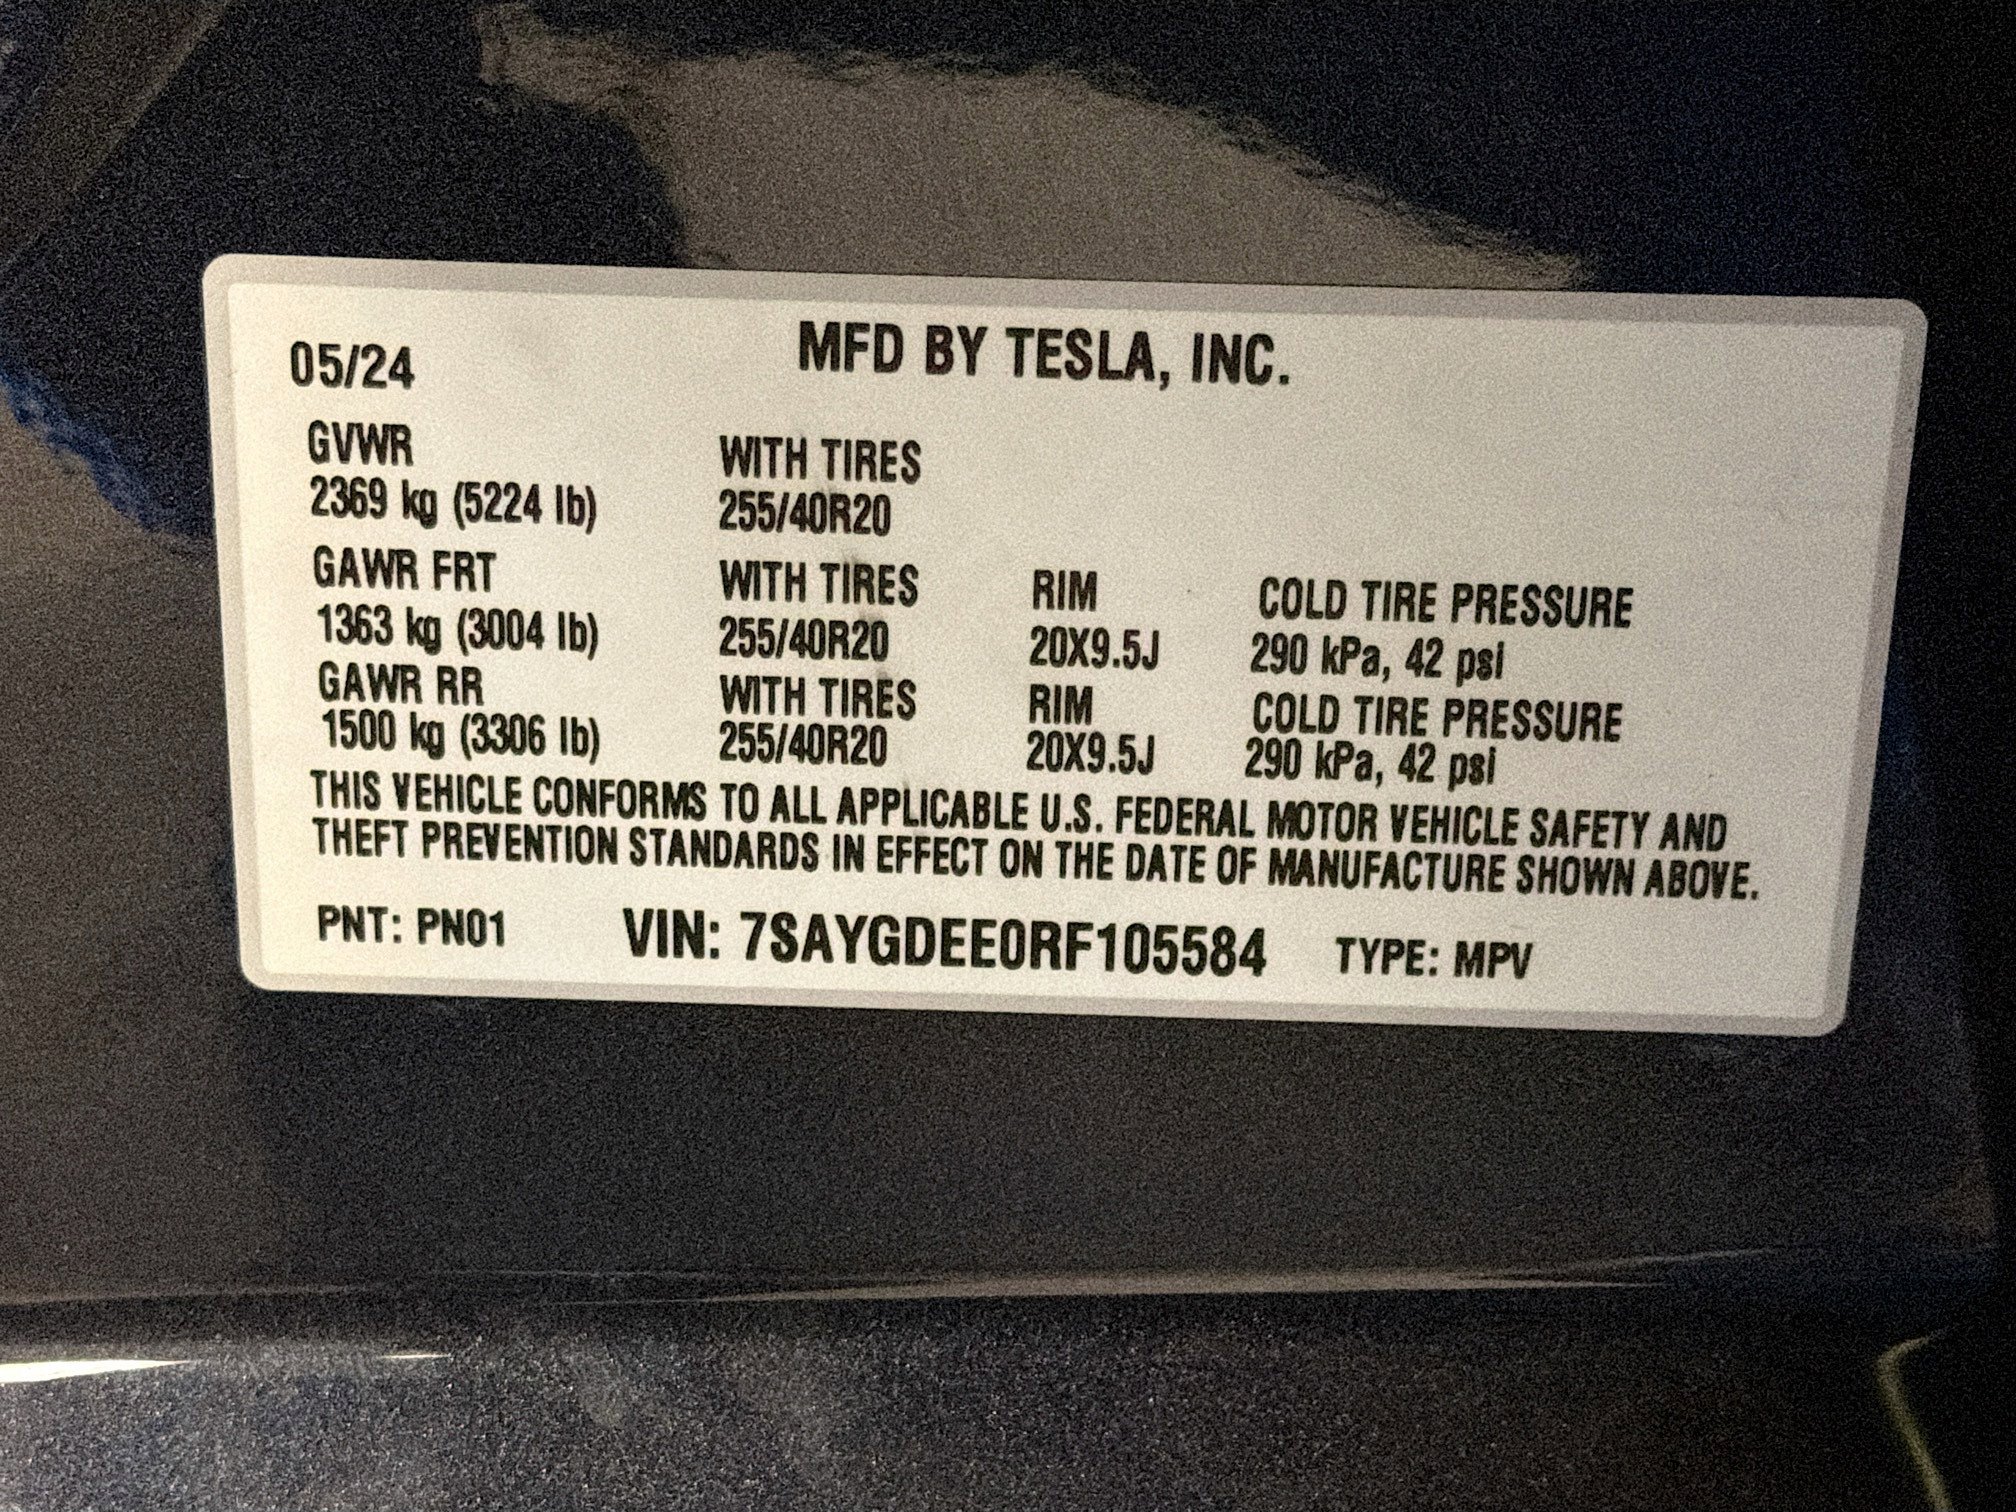 05/24 MFD BY TESLA, INC.
GVWR WITH TIRES
2369 kg (5224 lb) 255/40R20
GAWR FRT WITH TIRES RIM COLD TIRE PRESSURE
1363 kg (3004 lb) 255/40R20 20X9.5J 290 kPa, 42 psi
GAWR RR WITH TIRES RIM COLD TIRE PRESSURE
1500 kg (3306 lb) 255/40R20 20X9.5J 290 kPa, 42 psi
THIS VEHICLE CONFORMS TO ALL APPLICABLE U.S. FEDERAL MOTOR VEHICLE SAFETY AND
THEFT PREVENTION STANDARDS IN EFFECT ON THE DATE OF MANUFACTURE SHOWN ABOVE.
PNT: PN01 VIN: 7SAYGDEE0RF105584 TYPE: MPV